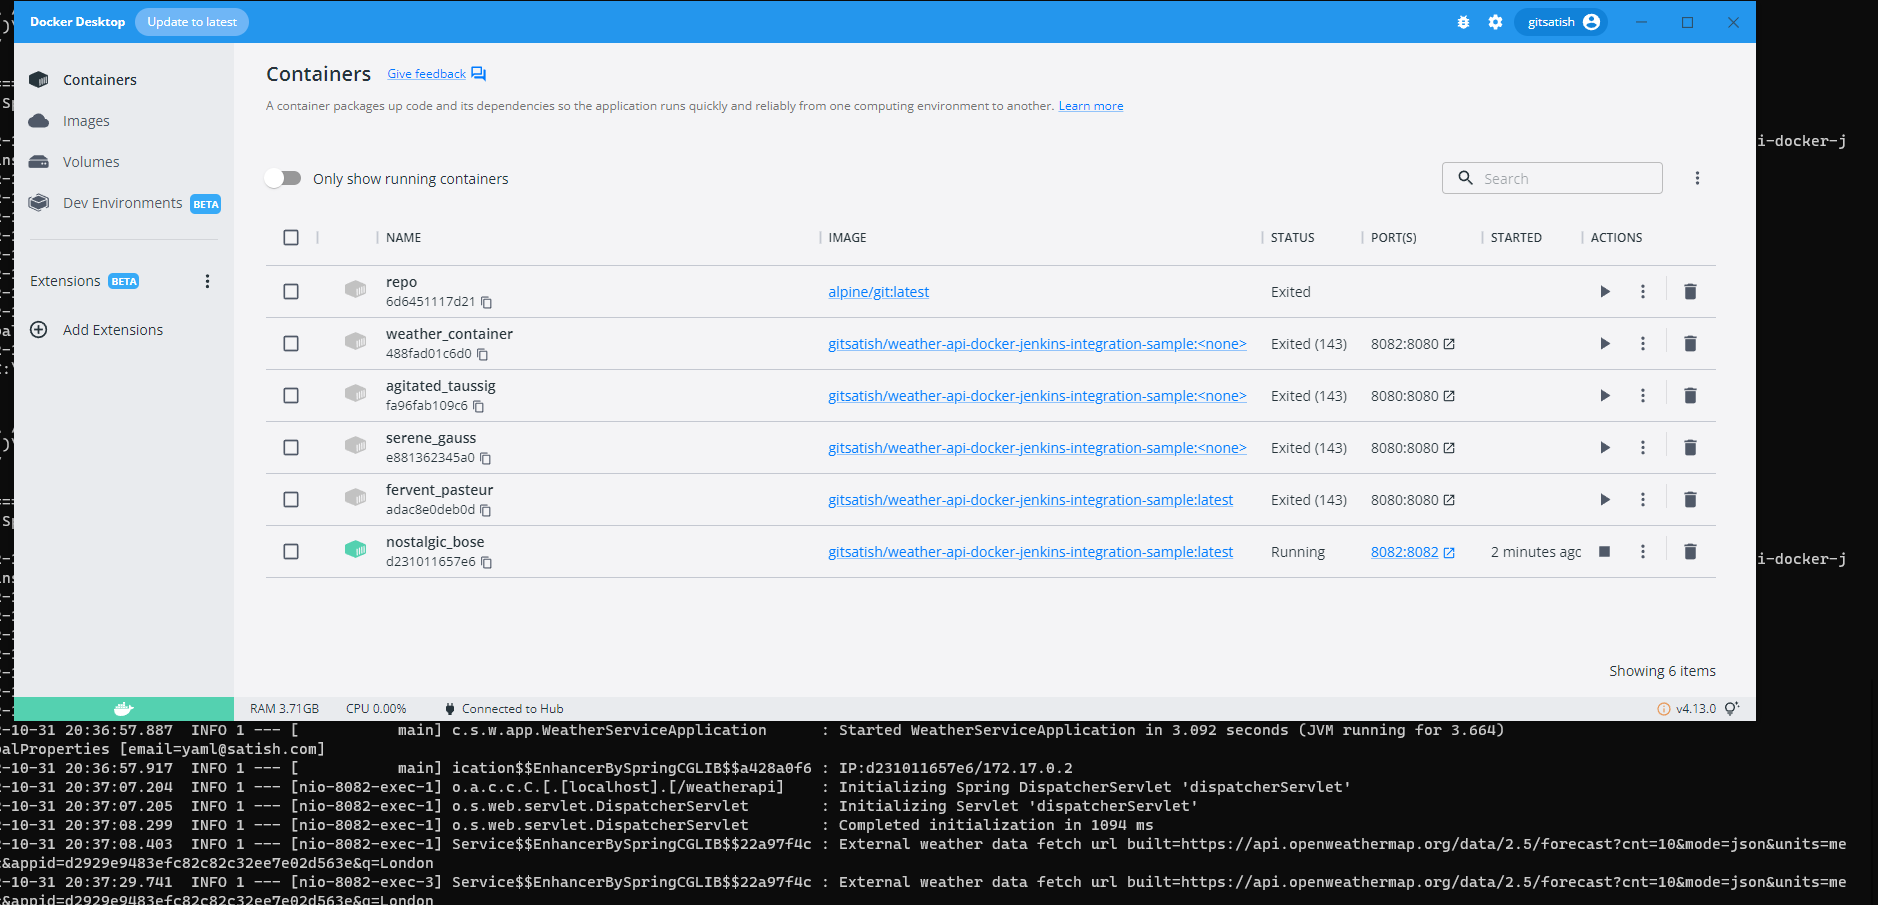 Docker Desktop Update to latest gitsatish
Containers
Images
Volumes
Dev Environments BETA
Extensions BETA
Add Extensions
Containers Give feedback
A container packages up code and its dependencies so the application runs quickly and reliably from one computing environment to another. Learn more
Only show running containers Search
NAME IMAGE STATUS PORT(S) STARTED ACTIONS
repo
6d6451117d21 alpine/git:latest Exited
weather_container
488fad01c6d0 gitsatish/weather-api-docker-jenkins-integration-sample:<none> Exited (143) 8082:8080
agitated_taussig
fa96fab109c6 gitsatish/weather-api-docker-jenkins-integration-sample:<none> Exited (143) 8080:8080
serene_gauss
e881362345a0 gitsatish/weather-api-docker-jenkins-integration-sample:<none> Exited (143) 8080:8080
fervent_pasteur
adac8e0deb0d gitsatish/weather-api-docker-jenkins-integration-sample:latest Exited (143) 8080:8080
nostalgic_bose
d231011657e6 gitsatish/weather-api-docker-jenkins-integration-sample:latest Running 8082:8082 2 minutes agc
Showing 6 items
RAM 3.71GB CPU 0.00% Connected to Hub v4.13.0
i-docker-j
i-docker-j
-10-31 20:36:57.887 INFO 1 --- [ main] c.s.w.app.WeatherServiceApplication : Started WeatherServiceApplication in 3.092 seconds (JVM running for 3.664)
alProperties [email=yaml@satish.com]
-10-31 20:36:57.917 INFO 1 --- [ main] ication$$EnhancerBySpringCGLIB$$a428a0f6 : IP:d231011657e6/172.17.0.2
-10-31 20:37:07.204 INFO 1 --- [nio-8082-exec-1] o.a.c.c.C.[.[localhost].[/weatherapi] : Initializing Spring DispatcherServlet 'dispatcherServlet'
-10-31 20:37:07.205 INFO 1 --- [nio-8082-exec-1] o.s.web.servlet.DispatcherServlet : Initializing Servlet 'dispatcherServlet'
-10-31 20:37:08.299 INFO 1 --- [nio-8082-exec-1] o.s.web.servlet.DispatcherServlet : Completed initialization in 1094 ms
-10-31 20:37:08.403 INFO 1 --- [nio-8082-exec-1] Service$$EnhancerBySpringCGLIB$$22a97f4c : External weather data fetch url built=https://api.openweathermap.org/data/2.5/forecast?cnt=10&mode=json&units=me
&appid=d2929e9483efc82c82c32ee7e02d563e&q=London
-10-31 20:37:29.741 INFO 1 --- [nio-8082-exec-3] Service$$EnhancerBySpringCGLIB$$22a97f4c : External weather data fetch url built=https://api.openweathermap.org/data/2.5/forecast?cnt=10&mode=json&units=me
&appid=d2929e9483efc82c82c32ee7e02d563e&q=London